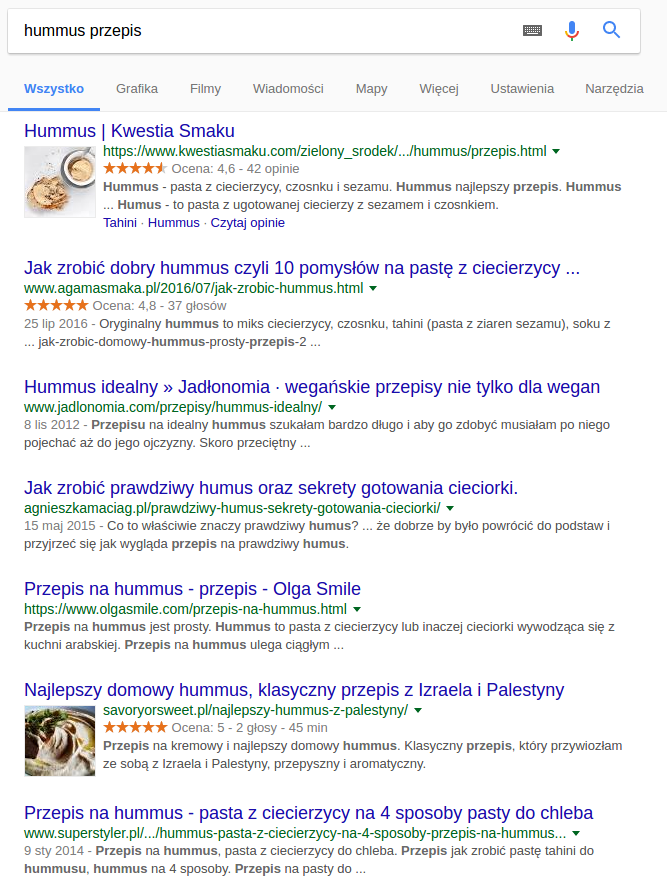 hummus przepis
Wszystko Grafika Filmy Wiadomości Mapy Więcej Ustawienia Narzędzia
Hummus | Kwestia Smaku
https://www.kwestiasmaku.com/zielony_srodek/.../hummus/przepis.html
Ocena: 4,6 - 42 opinie
Hummus - pasta z ciecierzycy, czosnku i sezamu. Hummus najlepszy przepis. Hummus
... Humus - to pasta z ugotowanej ciecierzy z sezamem i czosnkiem.
Tahini · Hummus · Czytaj opinie
Jak zrobić dobry hummus czyli 10 pomysłów na pastę z ciecierzycy ...
www.agamasmaka.pl/2016/07/jak-zrobic-hummus.html
Ocena: 4,8 - 37 głosów
25 lip 2016 - Oryginalny hummus to miks ciecierzycy, czosnku, tahini (pasta z ziaren sezamu), soku z
... jak-zrobic-domowy-hummus-prosty-przepis-2 ...
Hummus idealny » Jadłonomia · wegańskie przepisy nie tylko dla wegan
www.jadlonomia.com/przepisy/hummus-idealny/
8 lis 2012 - Przepisu na idealny hummus szukałam bardzo długo i aby go zdobyć musiałam po niego
pojechać aż do jego ojczyzny. Skoro przeciętny ...
Jak zrobić prawdziwy humus oraz sekrety gotowania cieciorki.
agnieszkamaciag.pl/prawdziwy-humus-sekrety-gotowania-cieciorki/
15 maj 2015 - Co to właściwie znaczy prawdziwy humus? ... że dobrze by było powrócić do podstaw i
przyjrzeć się jak wygląda przepis na prawdziwy humus.
Przepis na hummus - przepis - Olga Smile
https://www.olgasmile.com/przepis-na-hummus.html
Przepis na hummus jest prosty. Hummus to pasta z ciecierzycy lub inaczej cieciorki wywodząca się z
kuchni arabskiej. Przepis na hummus ulega ciągłym ...
Najlepszy domowy hummus, klasyczny przepis z Izraela i Palestyny
savoryorsweet.pl/najlepszy-hummus-z-palestyny/
Ocena: 5 - 2 głosy - 45 min
Przepis na kremowy i najlepszy domowy hummus. Klasyczny przepis, który przywiozłam
ze sobą z Izraela i Palestyny, przepyszny i aromatyczny.
Przepis na hummus - pasta z ciecierzycy na 4 sposoby pasty do chleba
www.superstyler.pl/.../hummus-pasta-z-ciecierzycy-na-4-sposoby-przepis-na-hummus...
9 sty 2014 - Przepis na hummus, pasta z ciecierzycy do chleba. Przepis jak zrobić pastę tahini do
hummusu, hummus na 4 sposoby. Przepis na pasty do ...